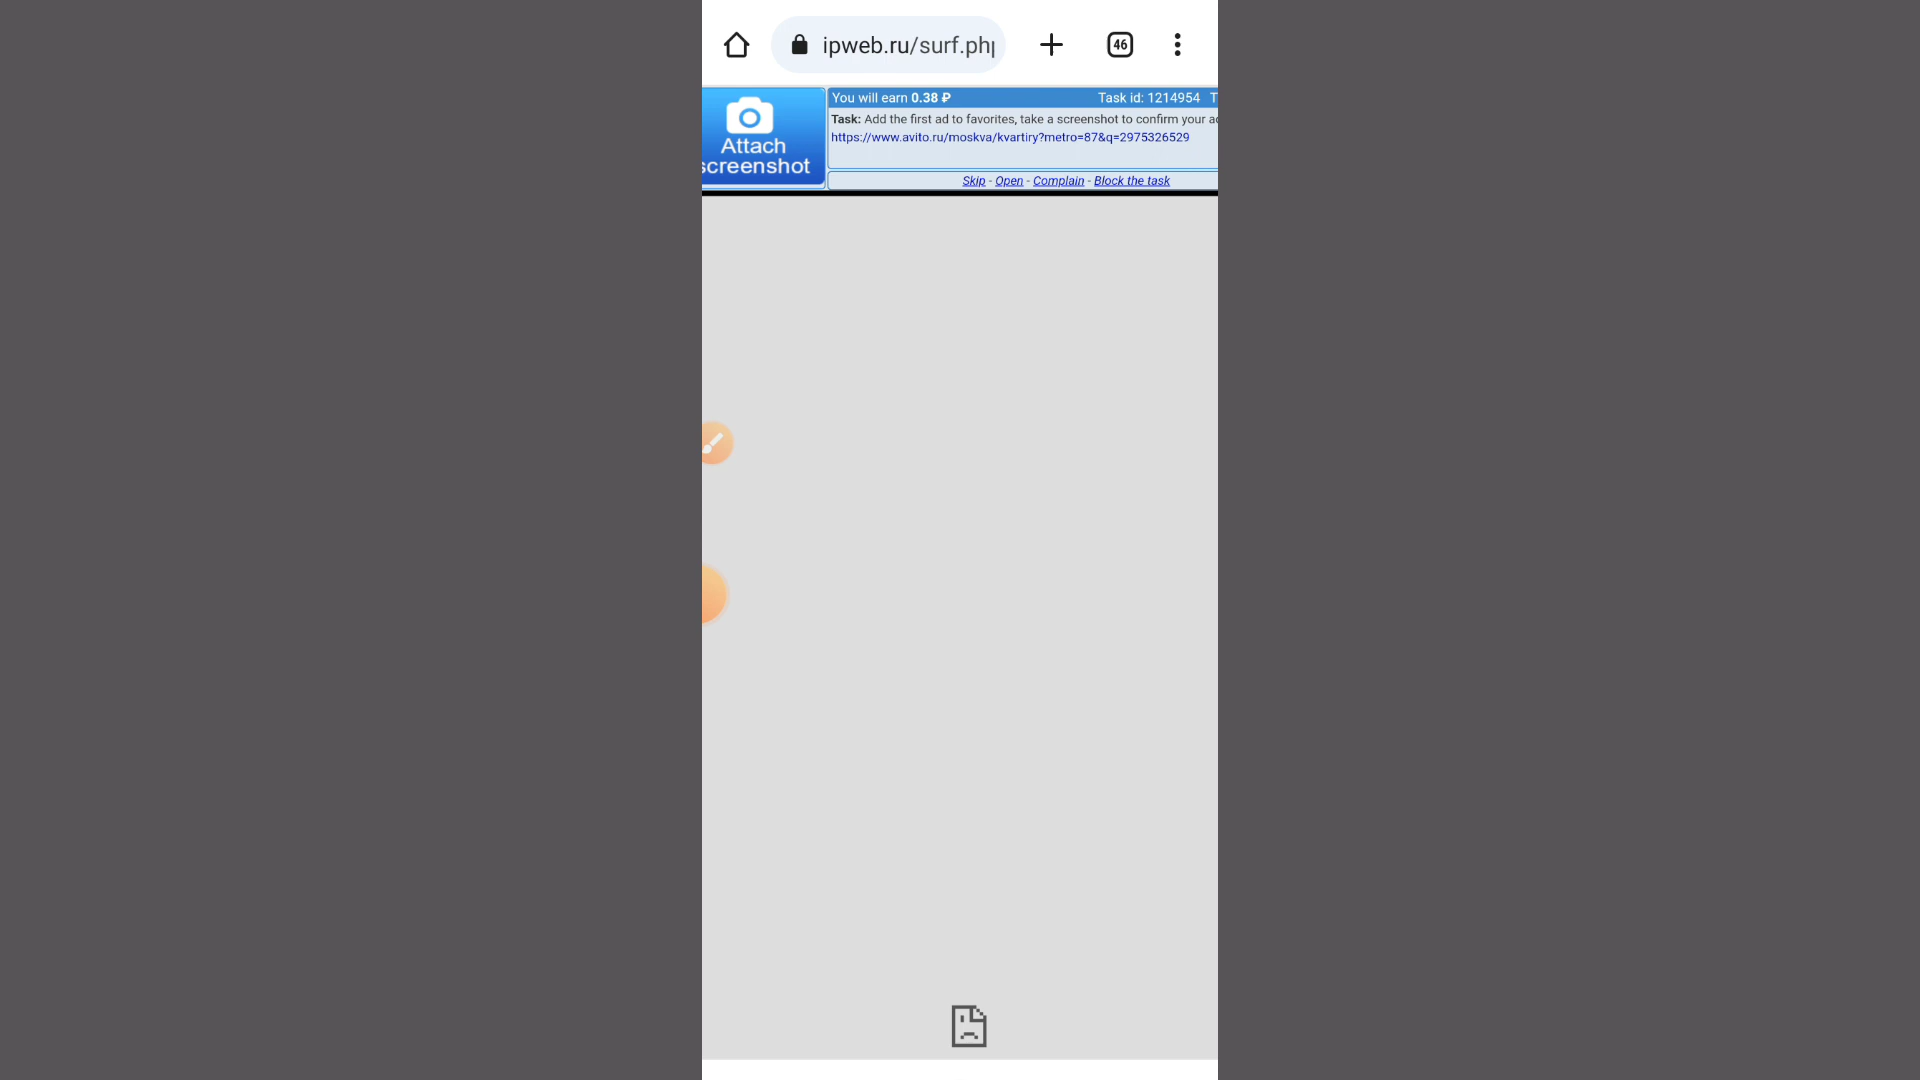 ipweb.ru/surf.php
46
Attach
screenshot
You will earn 0.38 ₽
Task id: 1214954 T
Task: Add the first ad to favorites, take a screenshot to confirm your ac
https://www.avito.ru/moskva/kvartiry?metro=87&q=2975326529
Skip - Open - Complain - Block the task